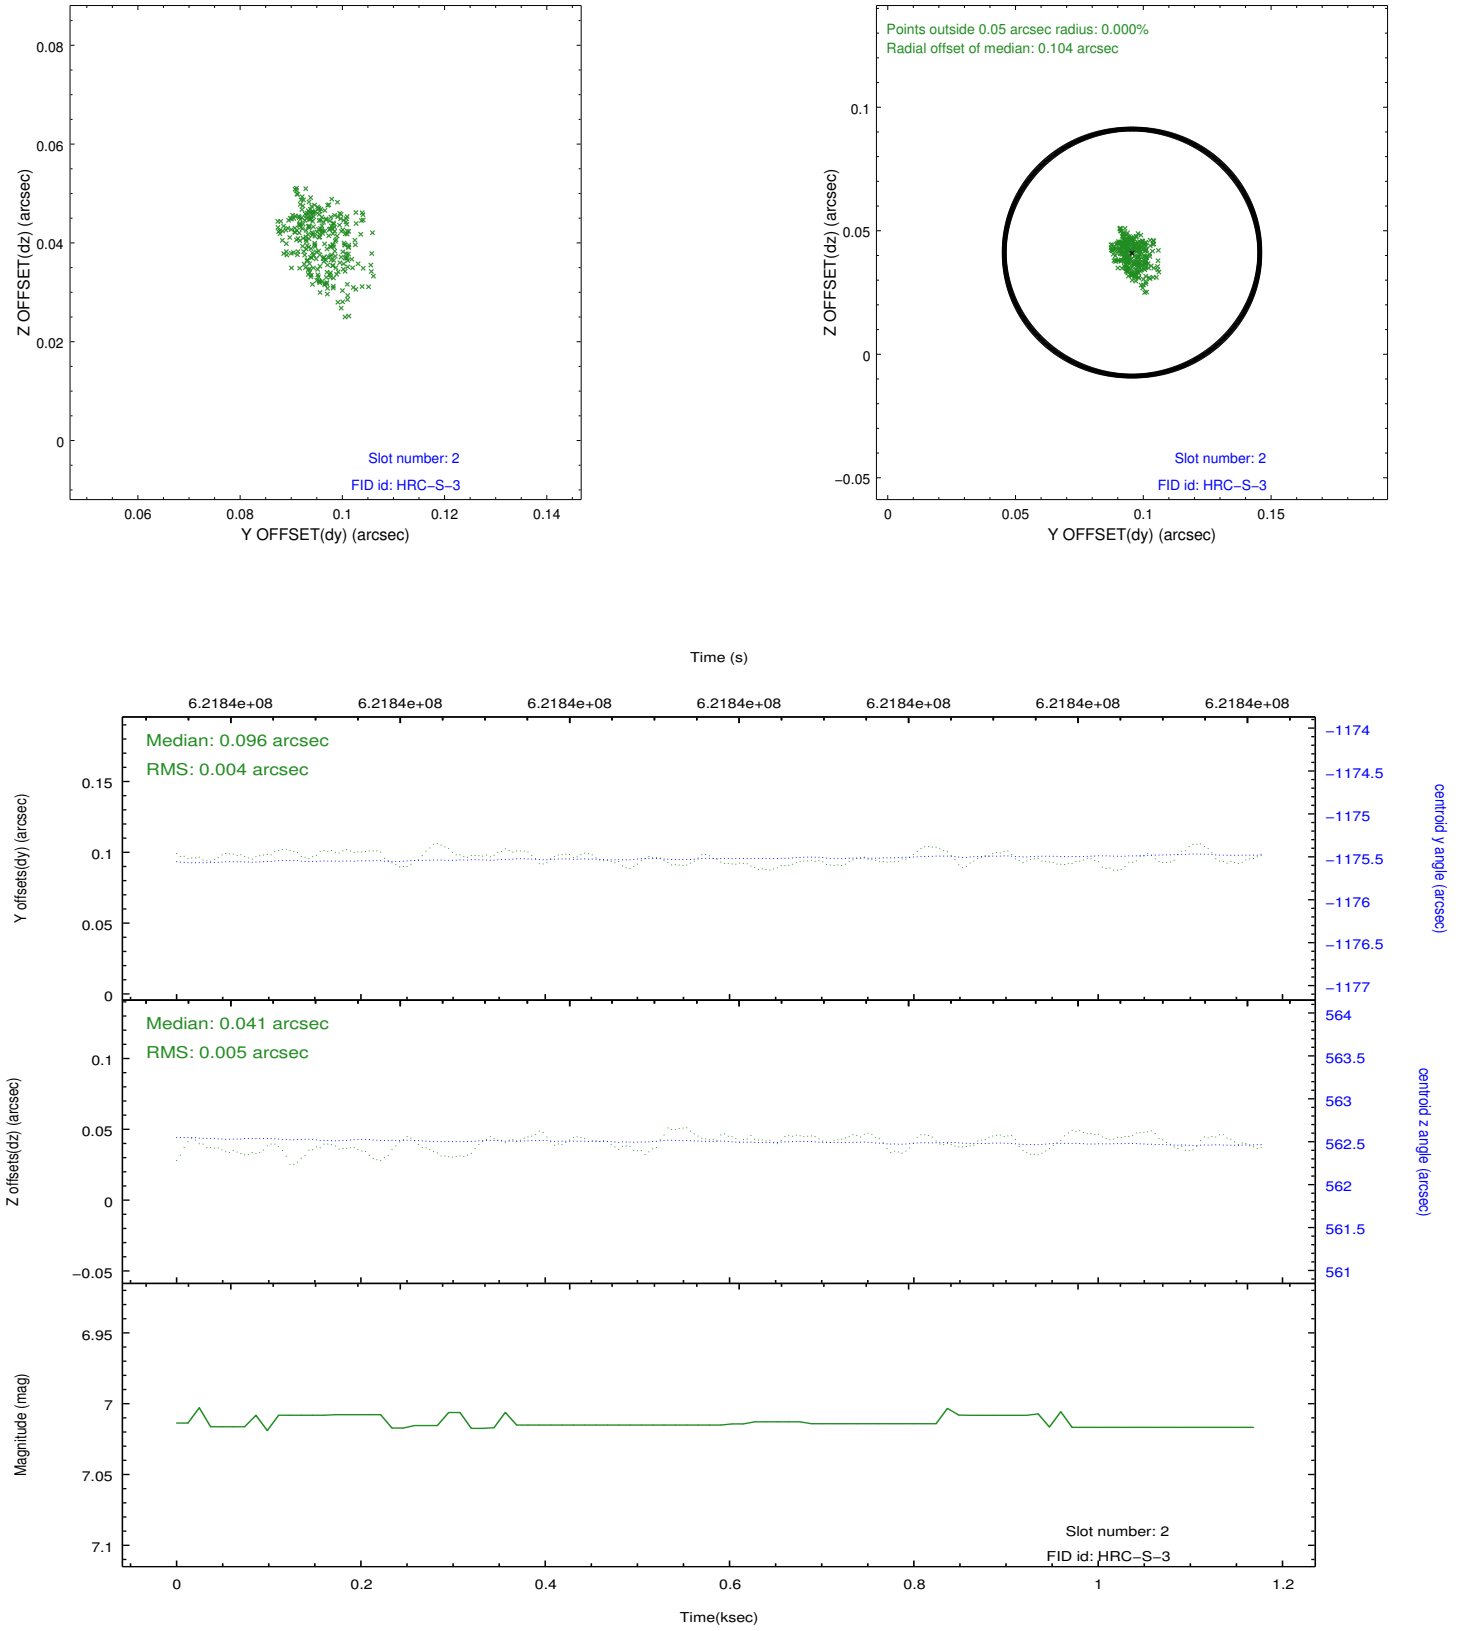 0.08
0.06
0.04
0.02
0
0.06
0.08
0.1
0.12
0.14
Z OFFSET(dz) (arcsec)
Y OFFSET(dy) (arcsec)
Slot number: 2
FID id: HRC−S−3
Points outside 0.05 arcsec radius: 0.000%
Radial offset of median: 0.104 arcsec
0.1
0.05
0
−0.05
0
0.05
0.1
0.15
Z OFFSET(dz) (arcsec)
Y OFFSET(dy) (arcsec)
Slot number: 2
FID id: HRC−S−3
Time (s)
6.2184e+08
6.2184e+08
6.2184e+08
6.2184e+08
6.2184e+08
6.2184e+08
6.2184e+08
Median: 0.096 arcsec
RMS: 0.004 arcsec
0.15
0.1
0.05
0
Y offsets(dy) (arcsec)
−1174
−1174.5
−1175
−1175.5
−1176
−1176.5
−1177
centroid y angle (arcsec)
Median: 0.041 arcsec
RMS: 0.005 arcsec
0.1
0.05
0
−0.05
Z offsets(dz) (arcsec)
564
563.5
563
562.5
562
561.5
561
centroid z angle (arcsec)
6.95
7
7.05
7.1
Magnitude (mag)
Slot number: 2
FID id: HRC−S−3
0
0.2
0.4
0.6
0.8
1
1.2
Time(ksec)